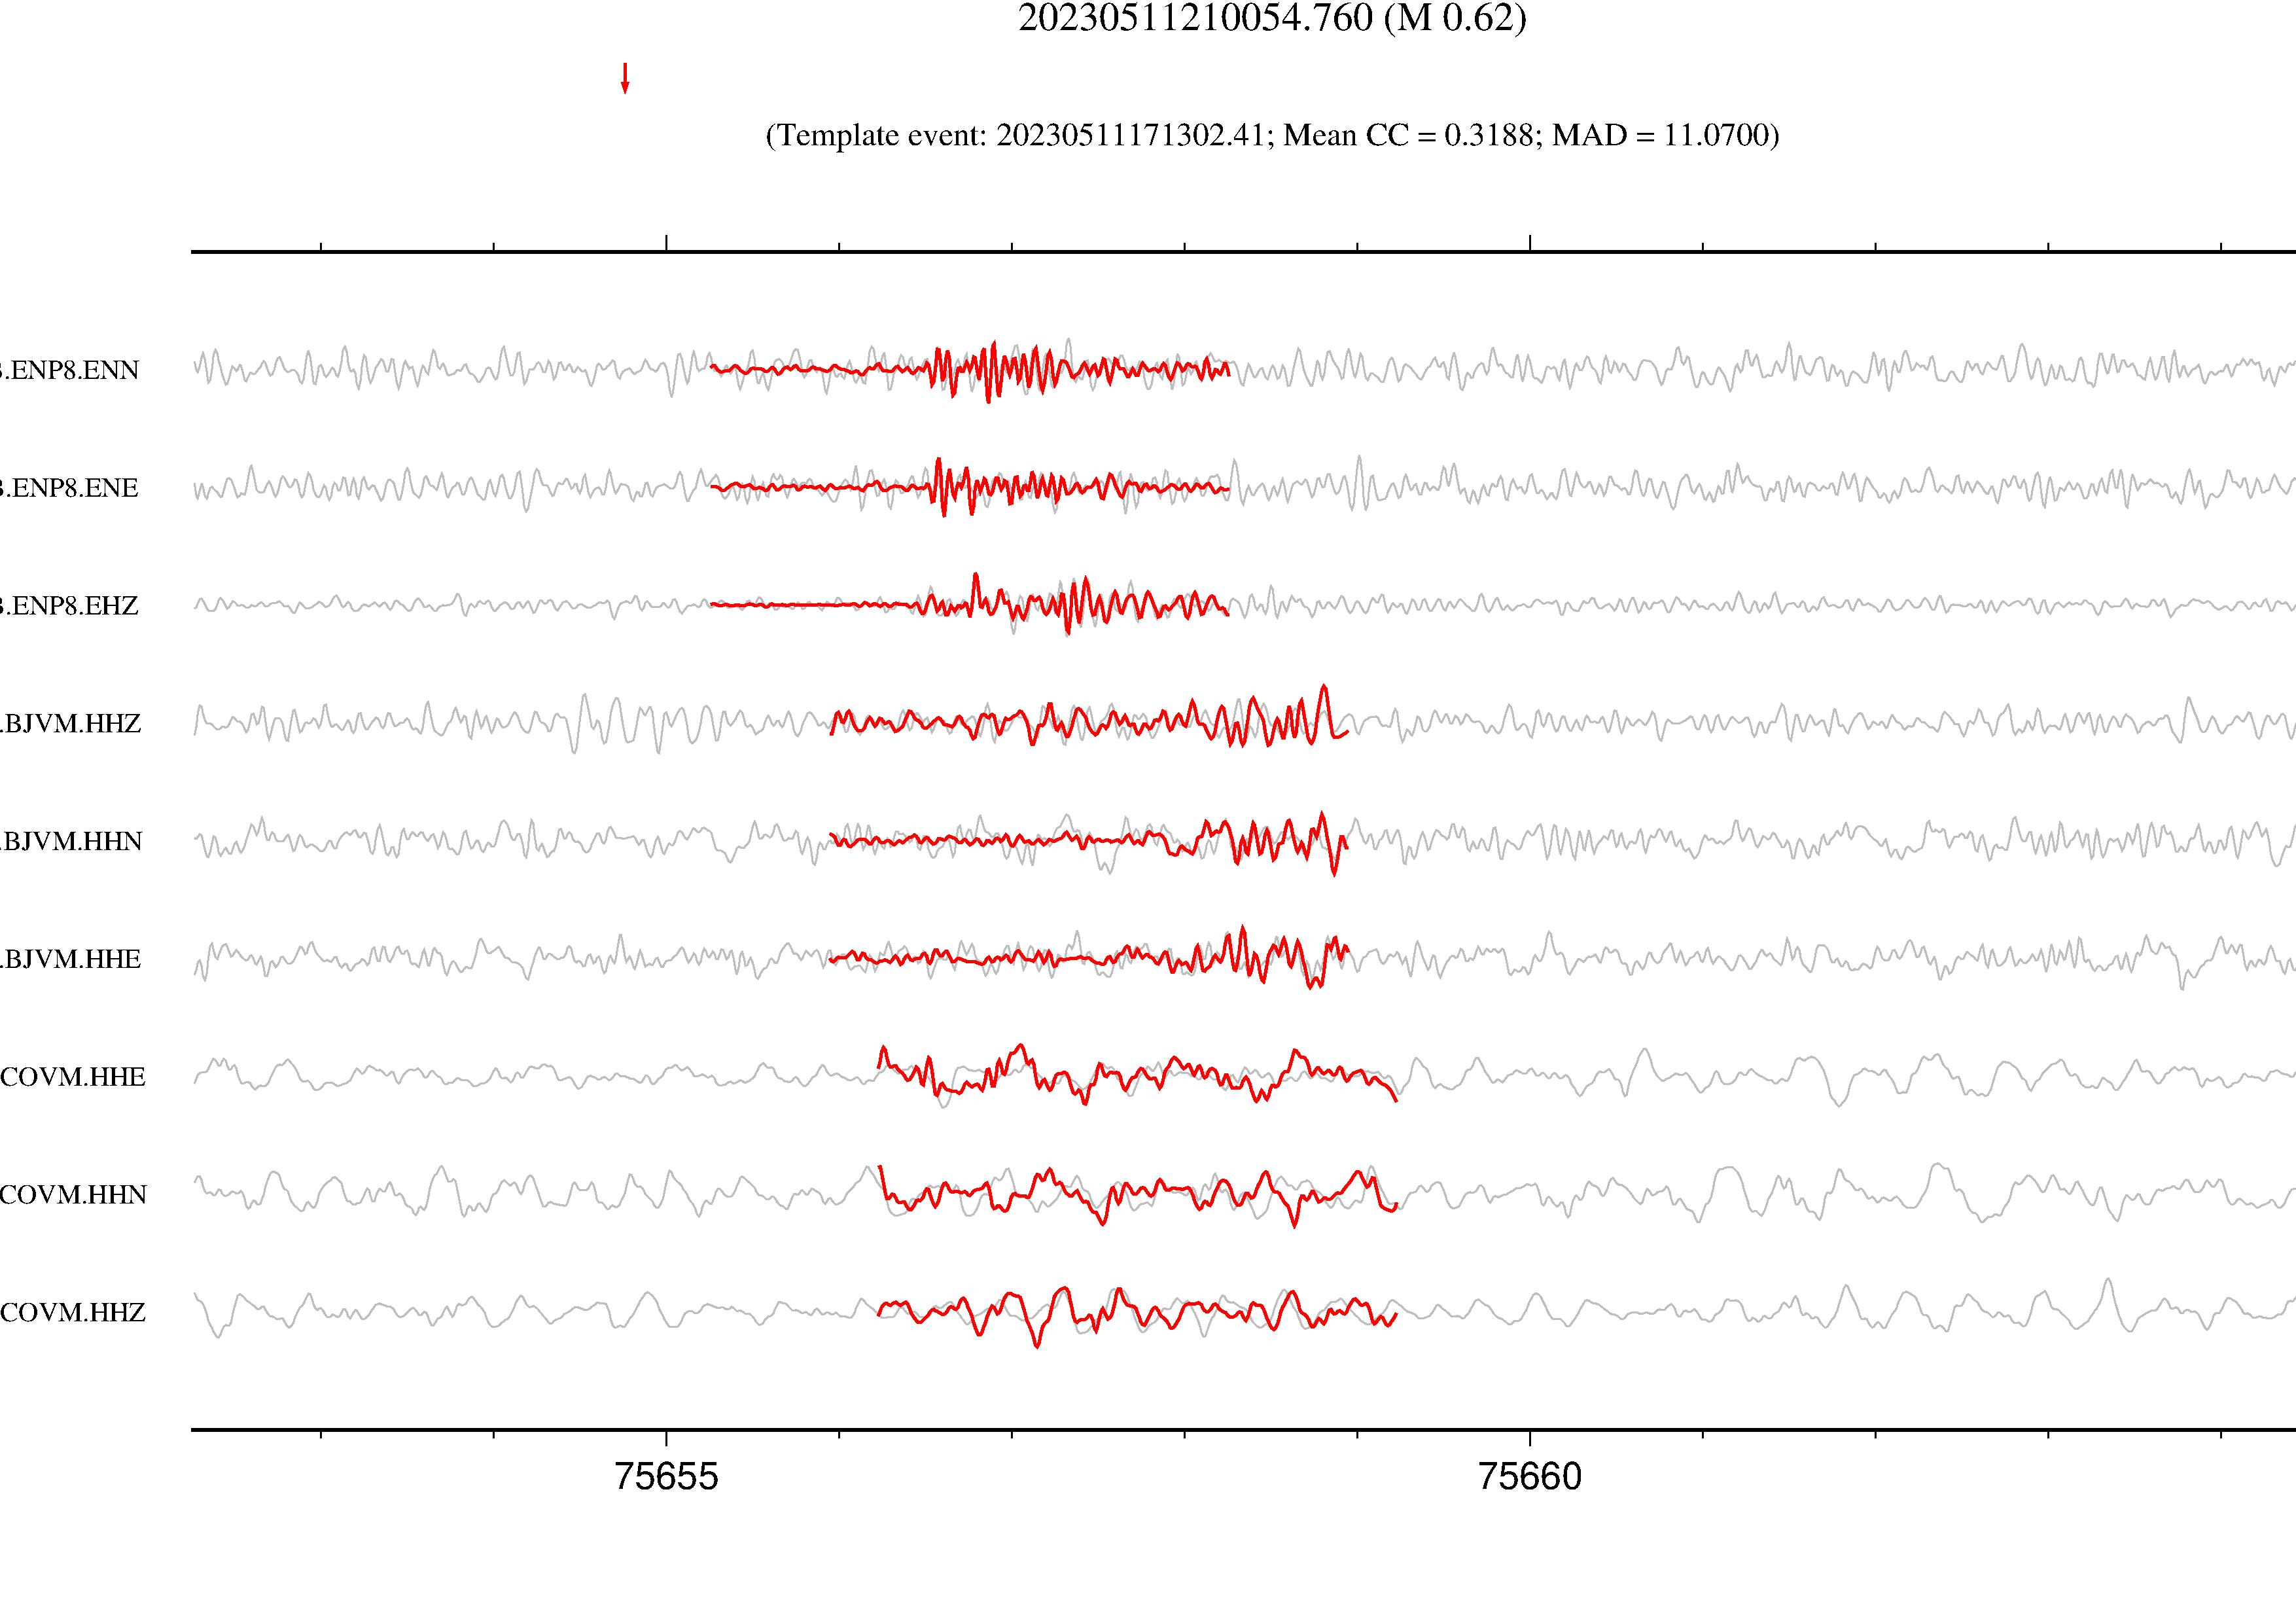 20230511210054.760 (M 0.62)
(Template event: 20230511171302.41; Mean CC = 0.3188; MAD = 11.0700)
.ENP8.ENN
.ENP8.ENE
.ENP8.EHZ
.BJVM.HHZ
.BJVM.HHN
.BJVM.HHE
COVM.HHE
COVM.HHN
COVM.HHZ
75655 75660